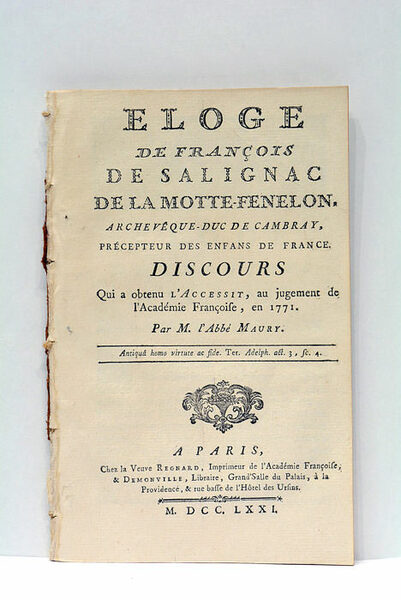 ELOGE
DE FRANÇOIS
DE SALIGNAC
DE LA MOTTE-FENELON.
ARCHEVÊQUE-DUC DE CAMBRAY,
PRÉCEPTEUR DES ENFANS DE FRANCE.
DISCOURS
Qui a obtenu L'ACCESSIT, au jugement de
l'Académie Françoise, en 1771.
Par M. l'Abbé MAURY.
Antiquâ homo virtute ac fide. Ter. Adelph. act. 3, sc. 4.
A PARIS,
Chez la Veuve REGNARD, Imprimeur de l'Académie Françoise,
& DEMONVILLE, Libraire, Grand'Salle du Palais, à la
Providence, & rue basse de l'Hôtel des Ursins.
M. DCC. LXXI.